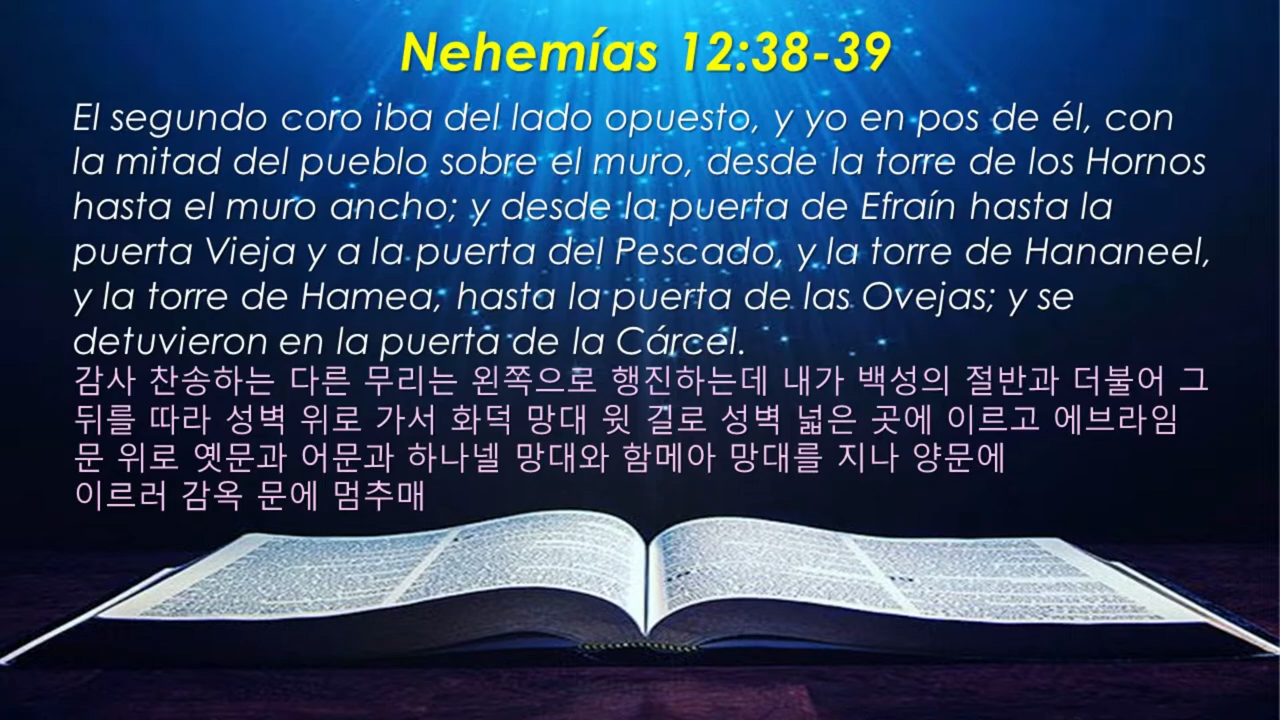 Nehemías 12:38-39
El segundo coro iba del lado opuesto, y yo en pos de él, con
la mitad del pueblo sobre el muro, desde la torre de los Hornos
hasta el muro ancho; y desde la puerta de Efraín hasta la
puerta Vieja y a la puerta del Pescado, y la torre de Hananeel,
y la torre de Hamea, hasta la puerta de las Ovejas; y se
detuvieron en la puerta de la Cárcel.
감사 찬송하는 다른 무리는 왼쪽으로 행진하는데 내가 백성의 절반과 더불어 그
뒤를 따라 성벽 위로 가서 화덕 망대 윗 길로 성벽 넓은 곳에 이르고 에브라임
문 위로 옛문과 어문과 하나넬 망대와 함메아 망대를 지나 양문에
이르러 감옥 문에 멈추매